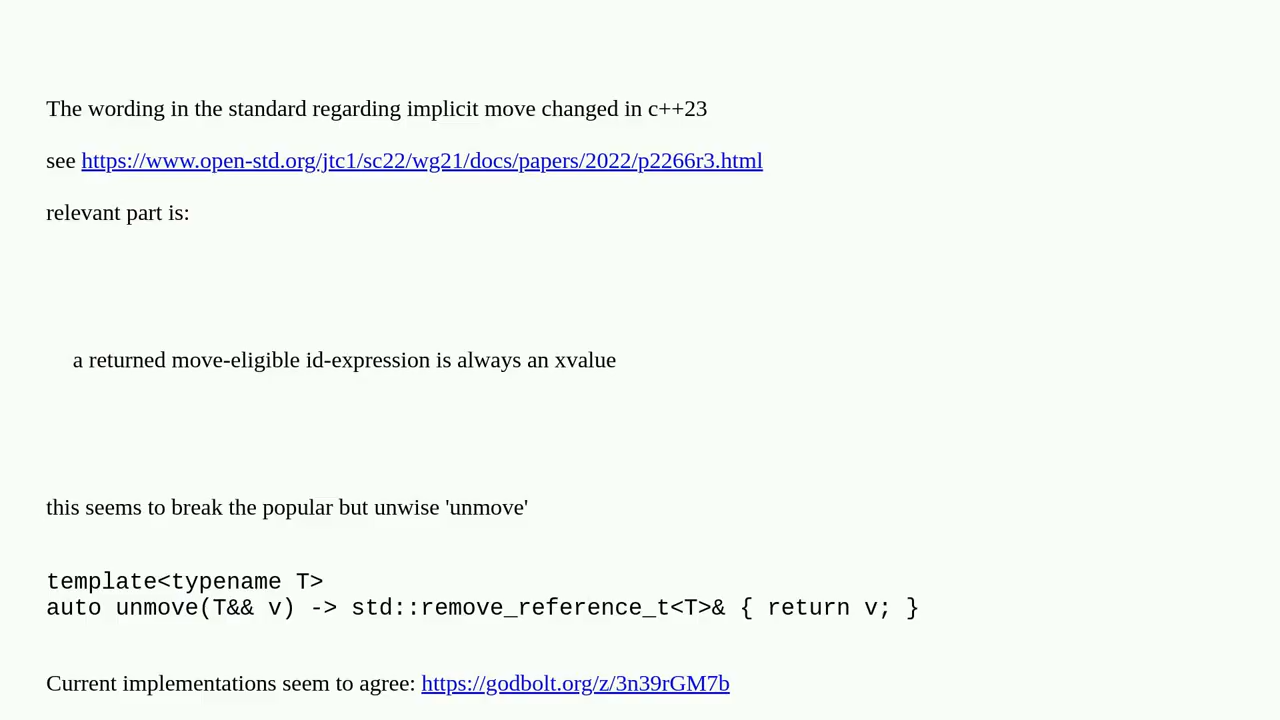 The wording in the standard regarding implicit move changed in c++23
see https://www.open-std.org/jtc1/sc22/wg21/docs/papers/2022/p2266r3.html
relevant part is:
a returned move-eligible id-expression is always an xvalue
this seems to break the popular but unwise 'unmove'
template<typename T>
auto unmove(T&& v) -> std::remove_reference_t<T>& { return v; }
Current implementations seem to agree: https://godbolt.org/z/3n39rGM7b